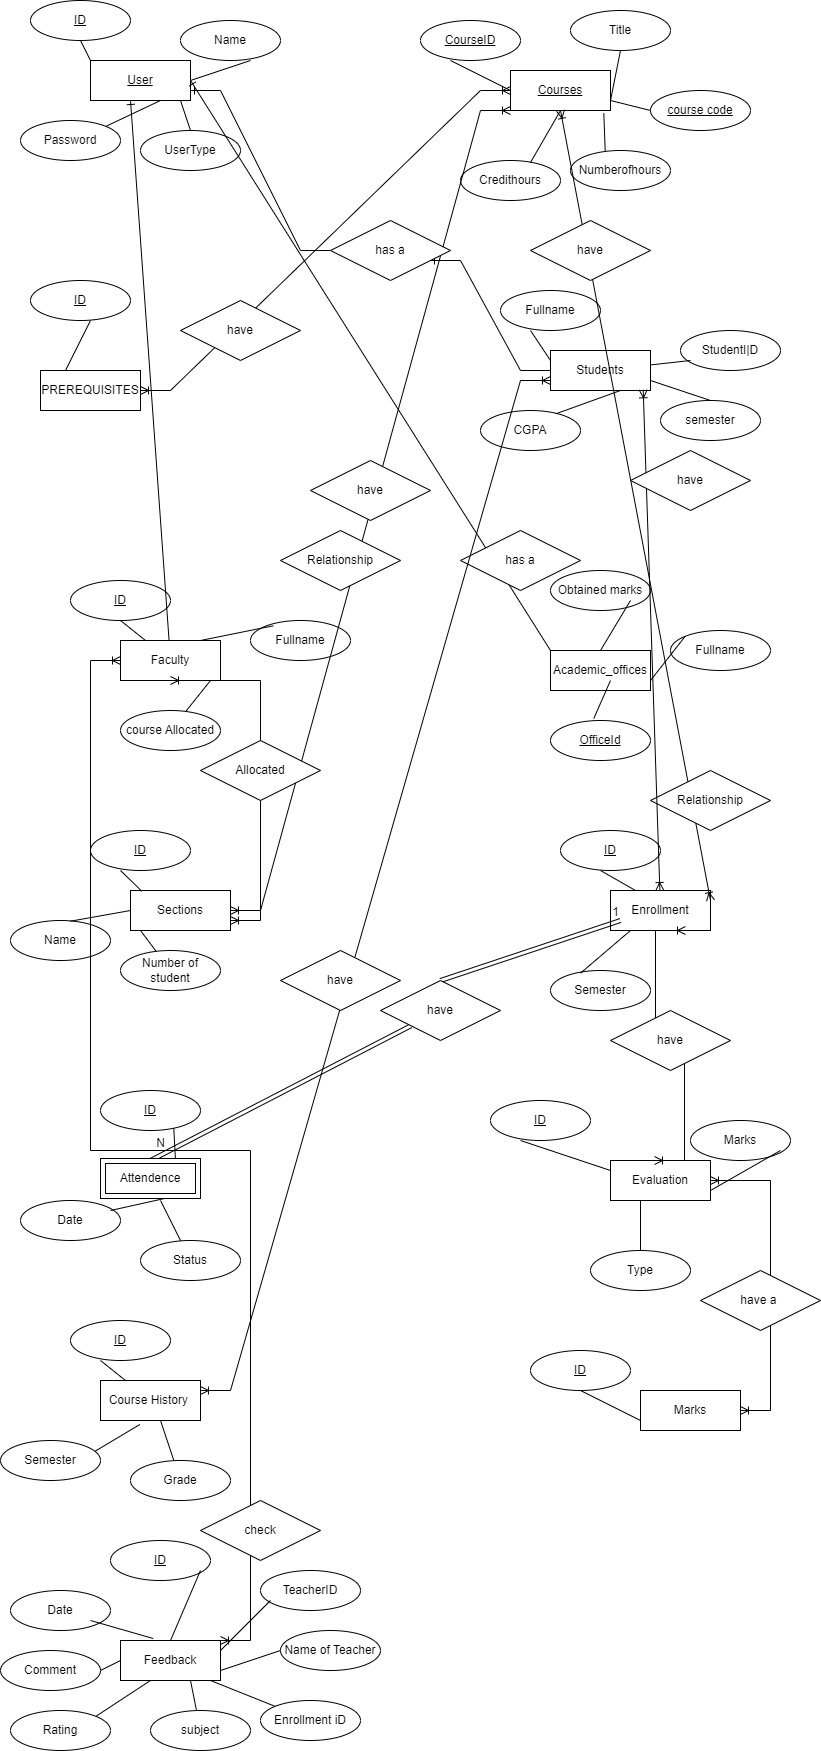 ID
Title
Name
CourseID
User
Courses
course code
Password
UserType
Credithours
Numberofhours
has a
have
ID
Fullname
have
StudentI|D
Students
PREREQUISITES
semester
CGPA
have
have
Relationship
has a
Obtained marks
ID
Fullname
Fullname
Faculty
Academic_offices
course Allocated
OfficeId
Allocated
Relationship
ID
ID
Sections
Enrollment
1
Name
Number of
student
have
Semester
have
have
ID
ID
N
Marks
Attendence
Evaluation
Date
Status
Type
have a
ID
ID
Course History
Marks
Semester
Grade
check
ID
TeacherID
Date
Name of Teacher
Feedback
Comment
Enrollment iD
Rating
subject